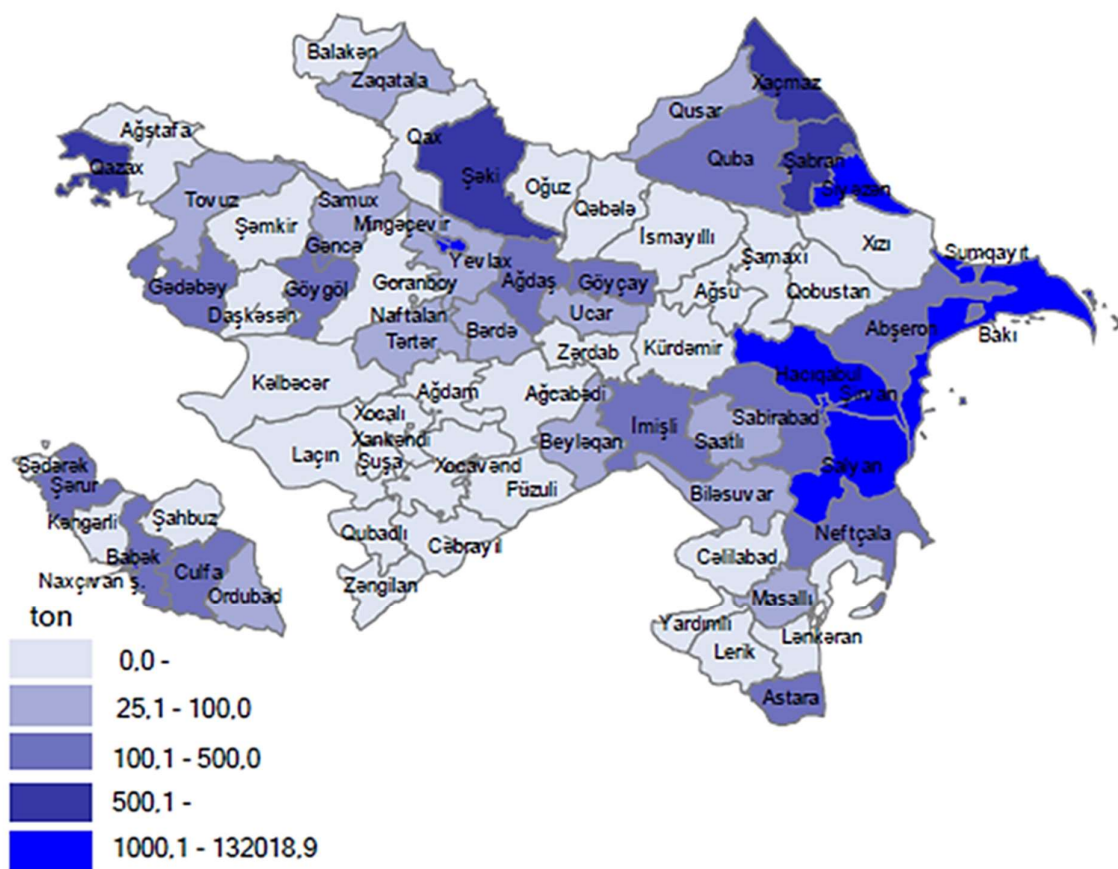 Balakən
Zaqatala
Xaçmaz
Qusar
Ağstafa
Qax
Qazax
Quba
Şabran
Şəki
Siyəzən
Oğuz
Tovuz
Samux
Qəbələ
Mingəçevir
Şəmkir
İsmayıllı
Xızı
Gəncə
Şamaxı
Sumqayıt
Yevlax
Gədəbəy
Göygöl
Goranboy
Ağdaş
Göyçay
Ağsu
Qobustan
Daşkəsən
Naftalan
Ucar
Abşeron
Bakı
Tərtər
Bərdə
Zərdab
Kürdəmir
Kəlbəcər
Hacıqabul
Ağdam
Ağcabədi
Şirvan
Xocalı
İmişli
Sabirabad
Xankəndi
Beyləqan
Saatlı
Laçın
Şuşa
Xocavənd
Salyan
Sədərək
Füzuli
Biləsuvar
Şərur
Kəngərli
Şahbuz
Qubadlı
Cəbrayıl
Neftçala
Babək
Cəlilabad
Culfa
Naxçıvan ş.
Ordubad
Zəngilan
Masallı
Yardımlı
Lənkəran
Lerik
Astara
ton
0,0 -
25,1 - 100,0
100,1 - 500,0
500,1 -
1000,1 - 132018,9